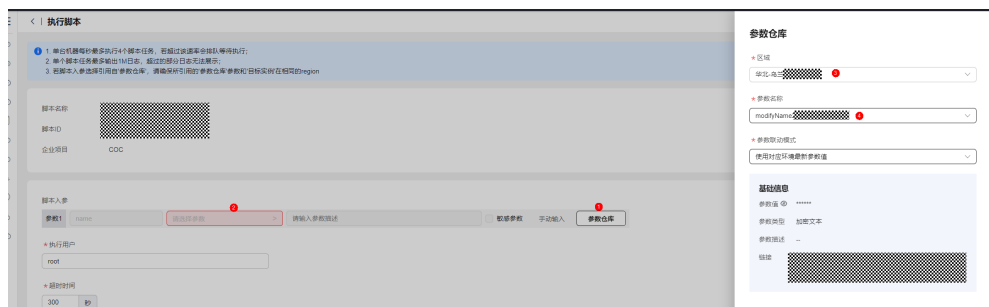 执行脚本
1. 单台机器每秒最多执行4个脚本任务，若超过该速率会排队等待执行；
2. 单个脚本任务最多输出1M日志，超过的部分日志无法展示；
3. 若脚本入参选择引用自'参数仓库'，请确保所引用的'参数仓库'参数和'目标实例'在相同的region
脚本名称
脚本ID
企业项目 COC
脚本入参
参数1 name 请选择参数 2 请输入参数描述 敏感参数 手动输入 参数仓库 1
* 执行用户
root
* 超时时间
300 秒
参数仓库
* 区域
华北-乌兰 3
* 参数名称
modifyName 4
* 参数联动模式
使用对应环境最新参数值
基础信息
参数值 ******
参数类型 加密文本
参数描述 --
链接